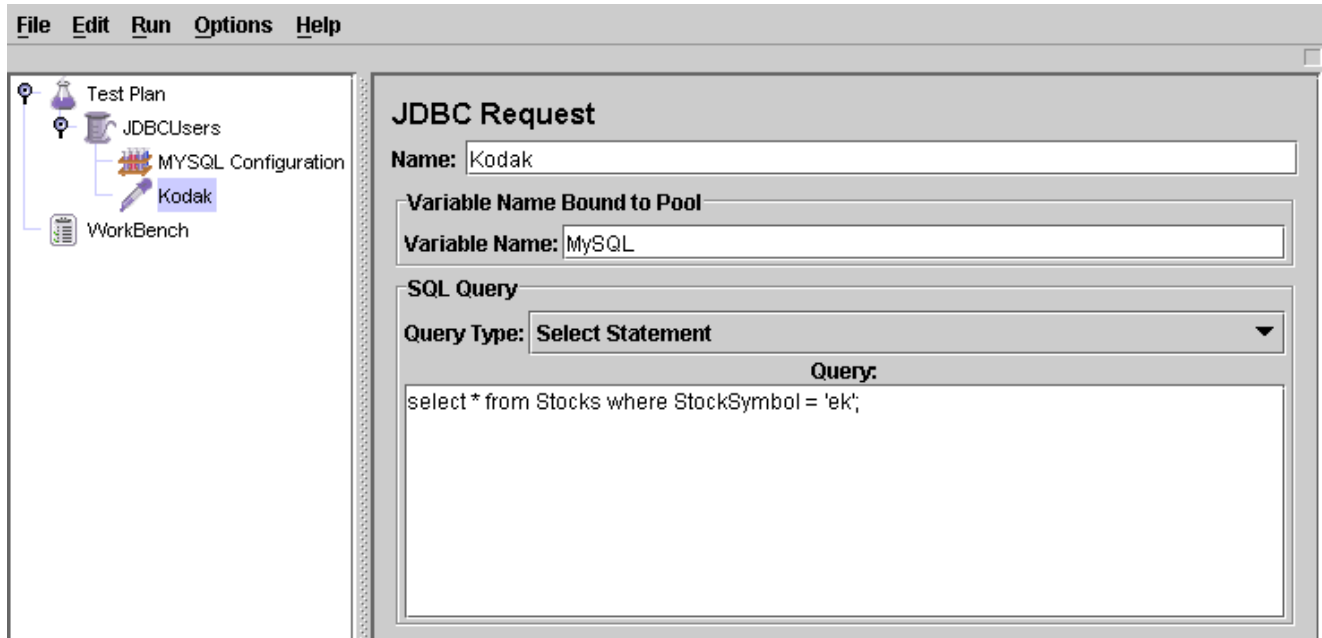 File Edit Run Options Help
Test Plan
JDBCUsers
MYSQL Configuration
Kodak
WorkBench
JDBC Request
Name: Kodak
Variable Name Bound to Pool
Variable Name: MySQL
SQL Query
Query Type: Select Statement
Query:
select * from Stocks where StockSymbol = 'ek';